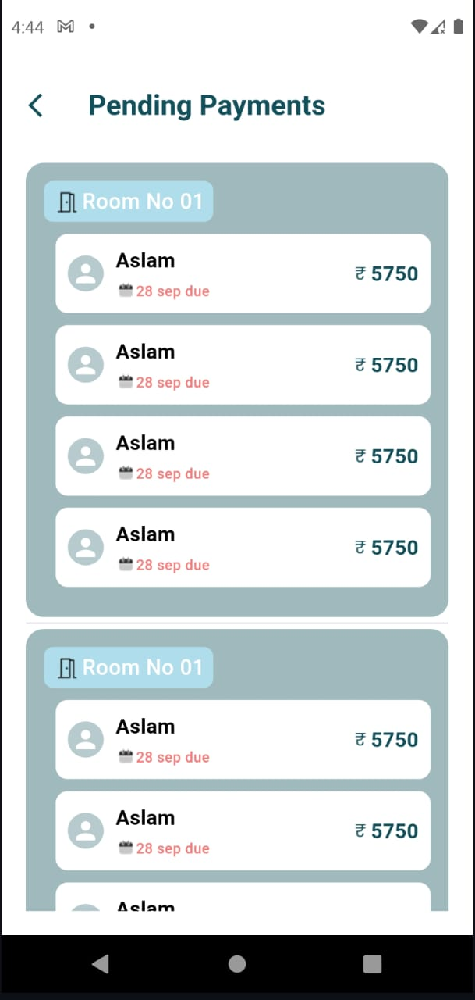 4:44
Pending Payments
Room No 01
Aslam
₹ 5750
28 sep due
Aslam
₹ 5750
28 sep due
Aslam
₹ 5750
28 sep due
Aslam
₹ 5750
28 sep due
Room No 01
Aslam
₹ 5750
28 sep due
Aslam
₹ 5750
28 sep due
Aslam